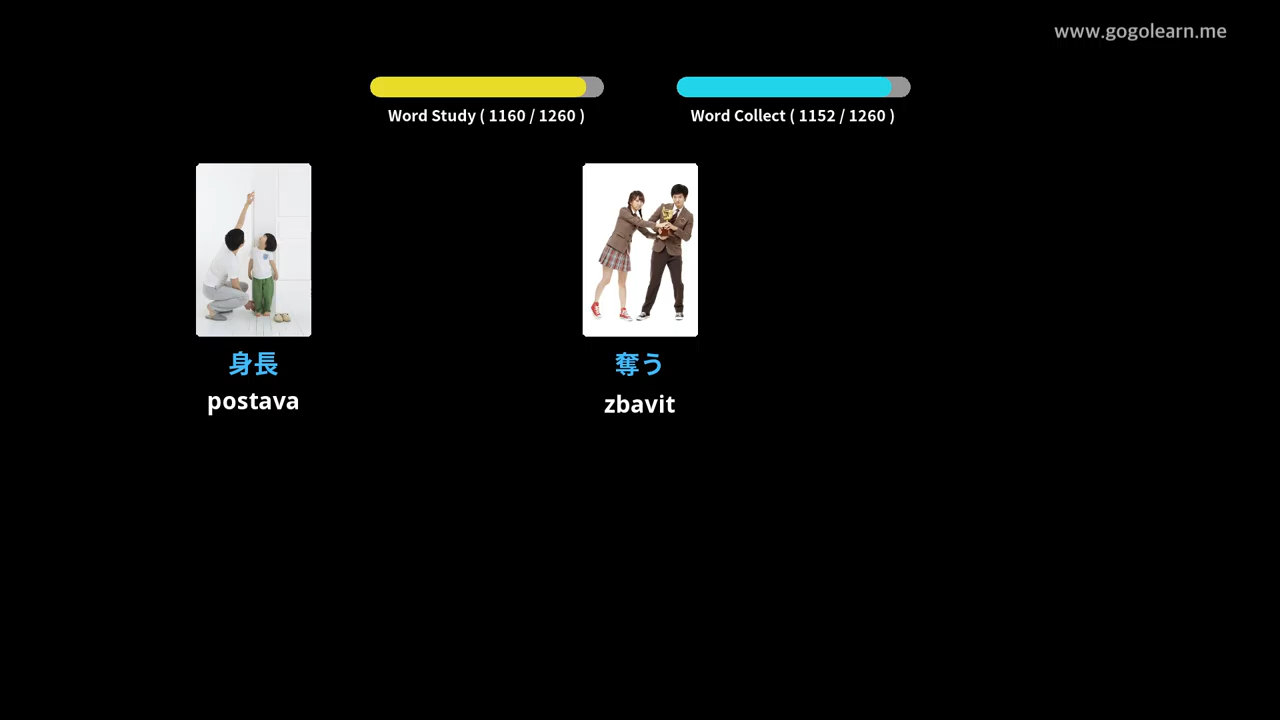 www.gogolearn.me
Word Study ( 1160 / 1260 )
Word Collect ( 1152 / 1260 )
身長
postava
奪う
zbavit